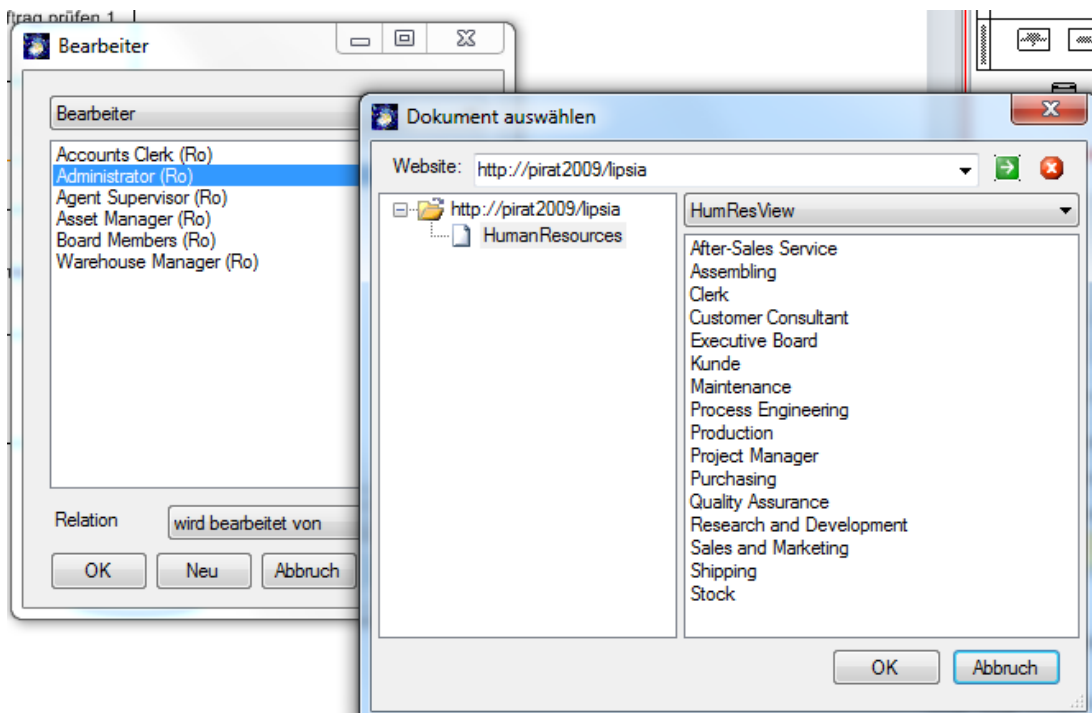 ftrag prüfen 1
Bearbeiter
Bearbeiter
Accounts Clerk (Ro)
Administrator (Ro)
Agent Supervisor (Ro)
Asset Manager (Ro)
Board Members (Ro)
Warehouse Manager (Ro)
Relation
wird bearbeitet von
OK
Neu
Abbruch
Dokument auswählen
Website:
http://pirat2009/lipsia
http://pirat2009/lipsia
HumanResources
HumResView
After-Sales Service
Assembling
Clerk
Customer Consultant
Executive Board
Kunde
Maintenance
Process Engineering
Production
Project Manager
Purchasing
Quality Assurance
Research and Development
Sales and Marketing
Shipping
Stock
OK
Abbruch